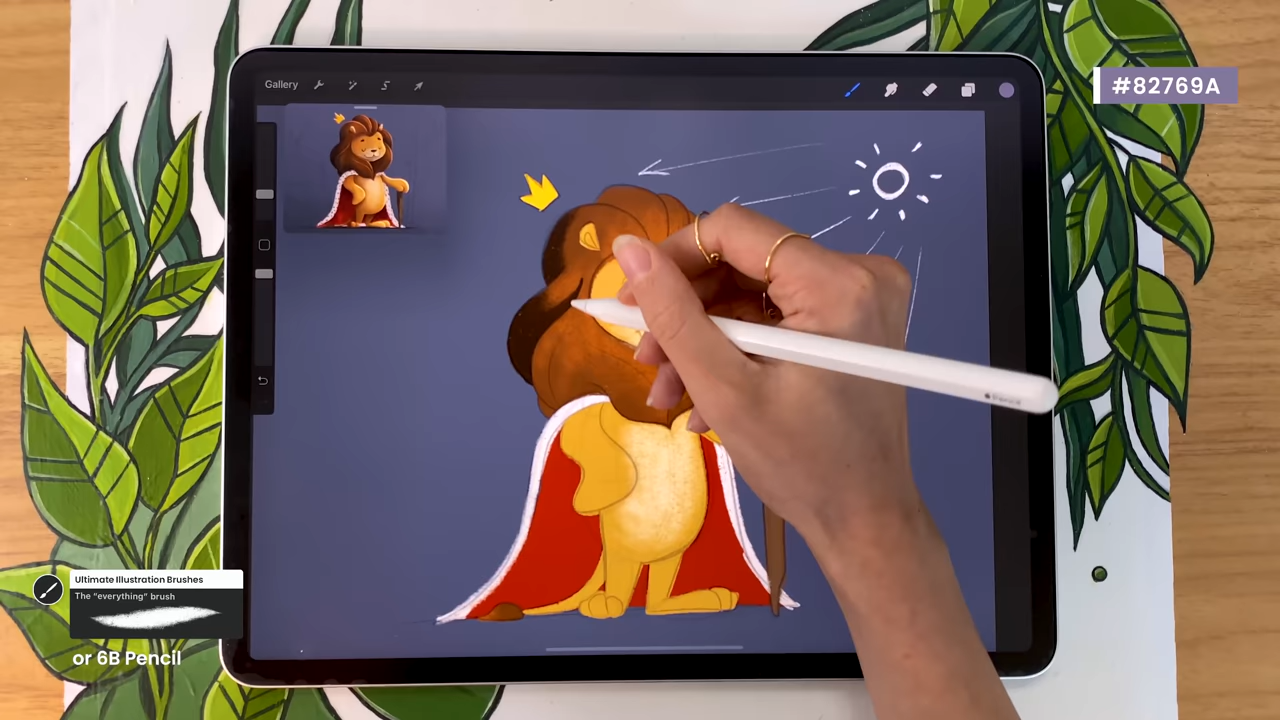 #82769A
Gallery
Ultimate Illustration Brushes
The “everything” brush
or 6B Pencil